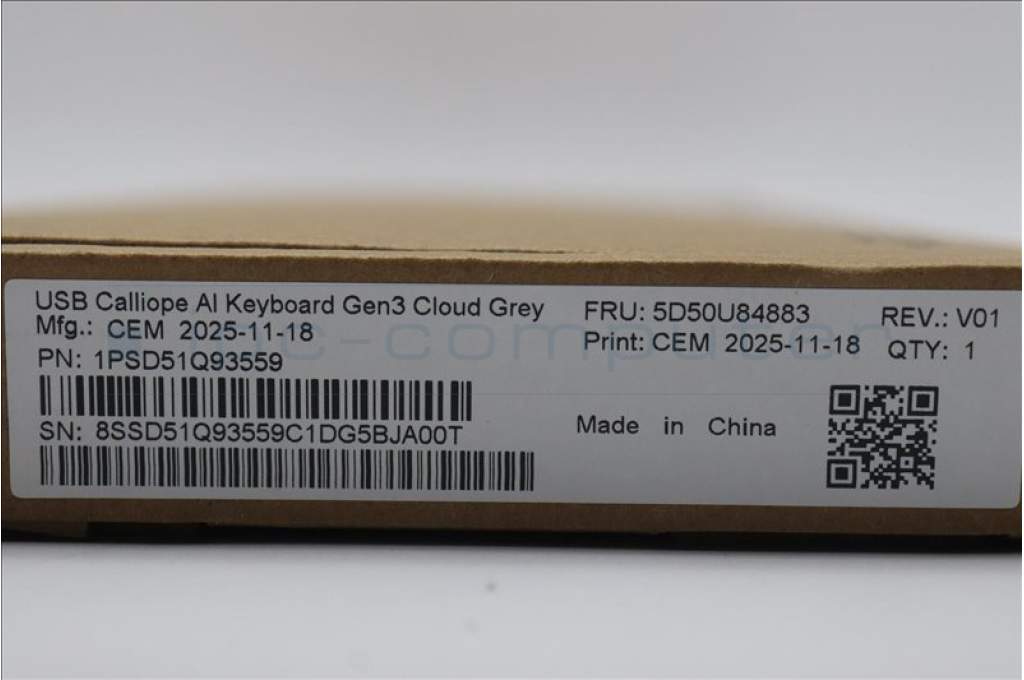 USB Calliope AI Keyboard Gen3 Cloud Grey
Mfg.: CEM 2025-11-18
PN: 1PSD51Q93559
SN: 8SSD51Q93559C1DG5BJA00T
FRU: 5D50U84883
Print: CEM 2025-11-18
Made in China
REV.: V01
QTY: 1